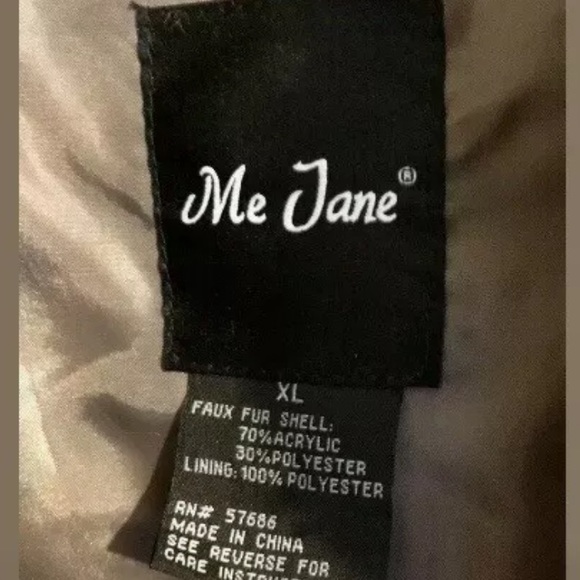 Me Jane®
XL
FAUX FUR SHELL:
70%ACRYLIC
30%POLYESTER
LINING: 100% POLYESTER
RN# 57686
MADE IN CHINA
SEE REVERSE FOR
CARE